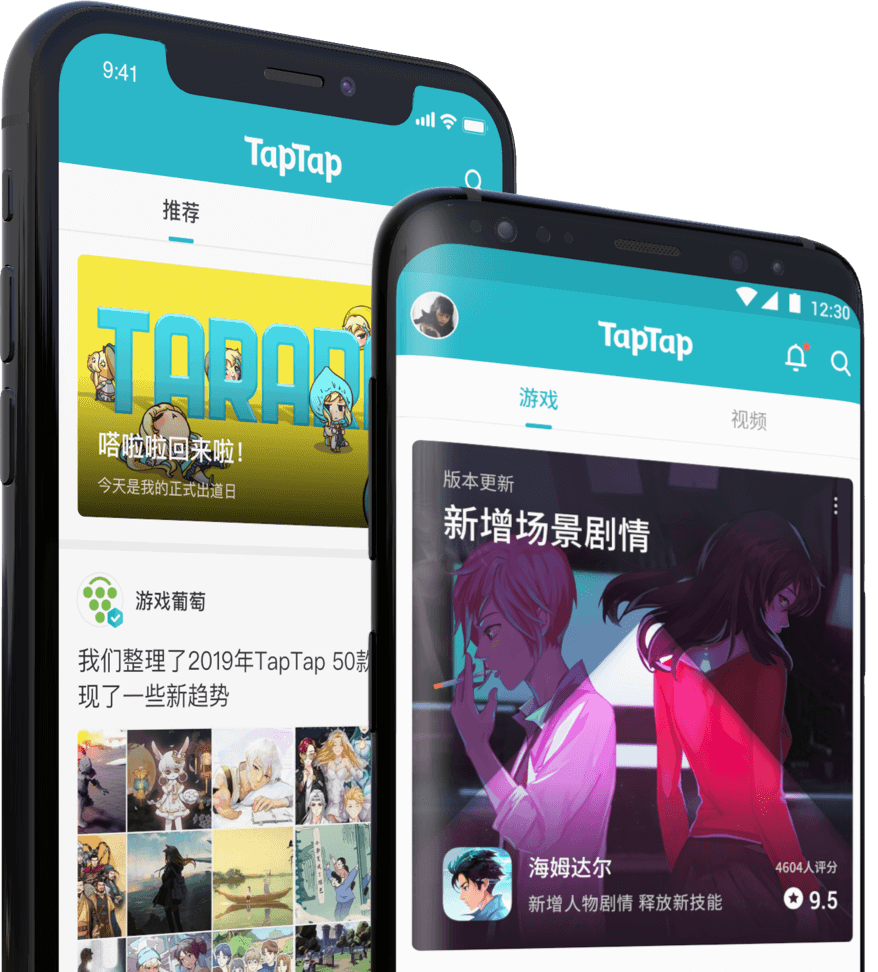 9:41
TapTap
推荐
嗒啦啦回来啦!
今天是我的正式出道日
游戏葡萄
我们整理了2019年TapTap 50款
现了一些新趋势
12:30
TapTap
游戏
视频
版本更新
新增场景剧情
海姆达尔
4604人评分
新增人物剧情 释放新技能
9.5